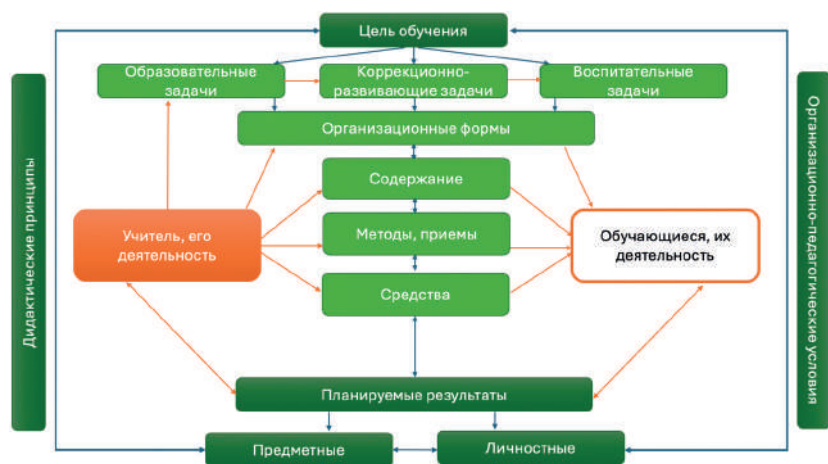 Цель обучения
Образовательные
задачи
Коррекционно-
развивающие задачи
Воспитательные
задачи
Организационные формы
Содержание
Методы, приемы
Средства
Учитель, его
деятельность
Обучающиеся, их
деятельность
Дидактические принципы
Организационно-педагогические условия
Планируемые результаты
Предметные
Личностные